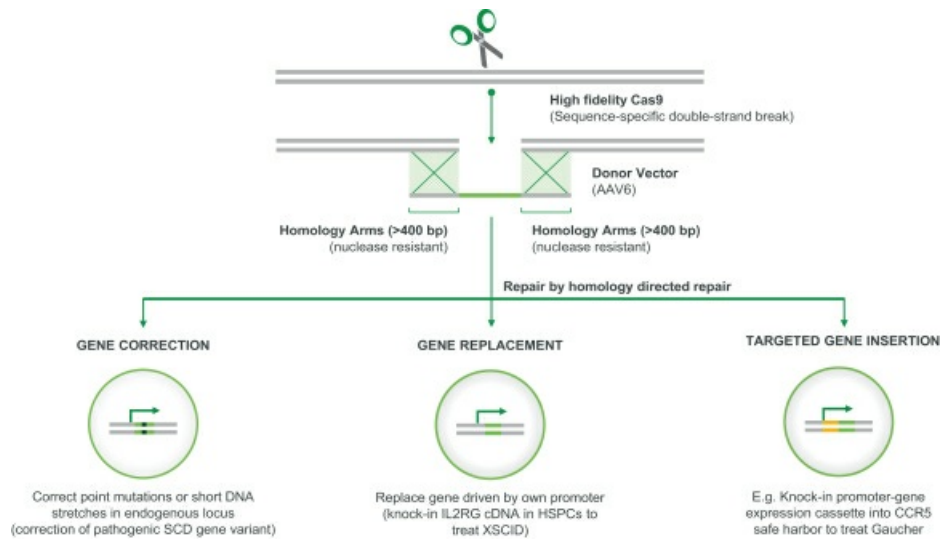 High fidelity Cas9
(Sequence-specific double-strand break)
Donor Vector
(AAV6)
Homology Arms (>400 bp)
(nuclease resistant)
Homology Arms (>400 bp)
(nuclease resistant)
Repair by homology directed repair
GENE CORRECTION
GENE REPLACEMENT
TARGETED GENE INSERTION
Correct point mutations or short DNA
stretches in endogenous locus
(correction of pathogenic SCD gene variant)
Replace gene driven by own promoter
(knock-in IL2RG cDNA in HSPCs to
treat XSCID)
E.g. Knock-in promoter-gene
expression cassette into CCR5
safe harbor to treat Gaucher